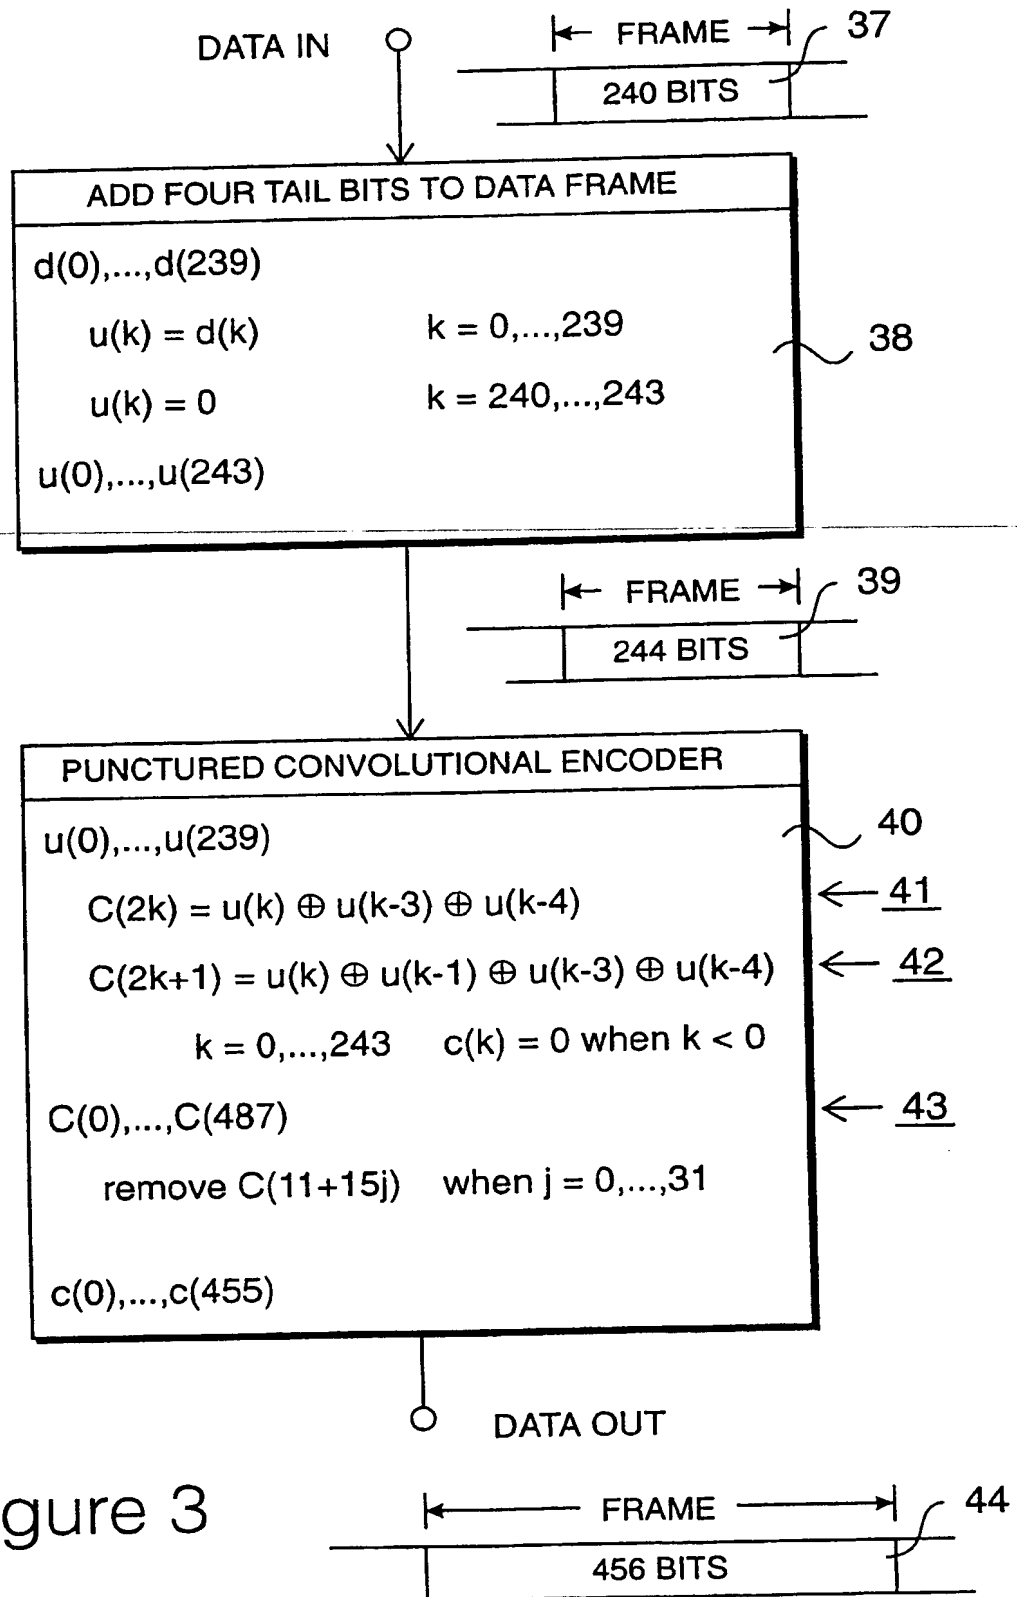 DATA IN
FRAME
37
240 BITS
ADD FOUR TAIL BITS TO DATA FRAME
d(0),...,d(239)
u(k) = d(k) k = 0,...,239
38
u(k) = 0 k = 240,...,243
u(0),...,u(243)
FRAME
39
244 BITS
PUNCTURED CONVOLUTIONAL ENCODER
u(0),...,u(239)
40
C(2k) = u(k) ⊕ u(k-3) ⊕ u(k-4)
41
C(2k+1) = u(k) ⊕ u(k-1) ⊕ u(k-3) ⊕ u(k-4)
42
k = 0,...,243 c(k) = 0 when k < 0
C(0),...,C(487)
43
remove C(11+15j) when j = 0,...,31
c(0),...,c(455)
DATA OUT
gure 3
FRAME
44
456 BITS